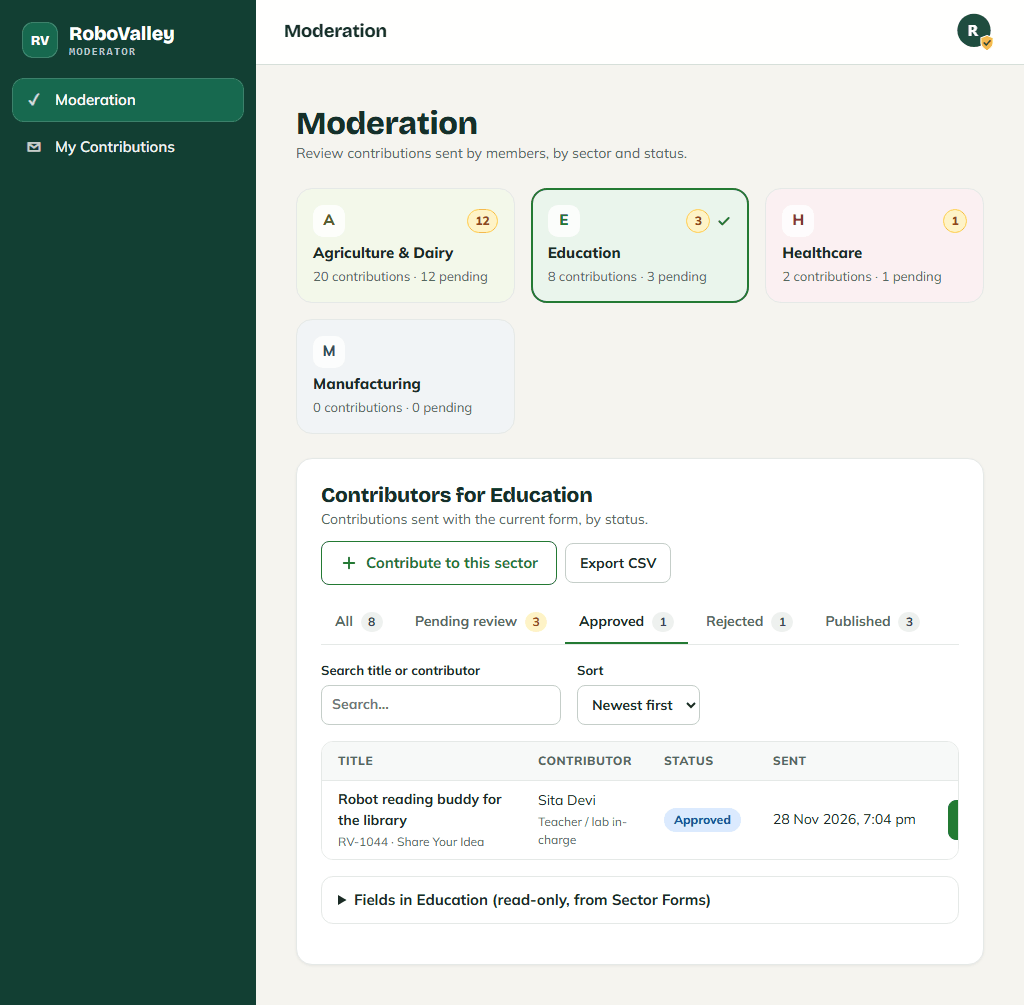 RV
RoboValley
MODERATOR
Moderation
My Contributions
Moderation
R
Moderation
Review contributions sent by members, by sector and status.
A
12
Agriculture & Dairy
20 contributions · 12 pending
E
3
Education
8 contributions · 3 pending
H
1
Healthcare
2 contributions · 1 pending
M
Manufacturing
0 contributions · 0 pending
Contributors for Education
Contributions sent with the current form, by status.
+ Contribute to this sector
Export CSV
All 8
Pending review 3
Approved 1
Rejected 1
Published 3
Search title or contributor
Sort
Search...
Newest first
TITLE CONTRIBUTOR STATUS SENT
Robot reading buddy for
the library
RV-1044 · Share Your Idea
Sita Devi
Teacher / lab in-
charge
Approved
28 Nov 2026, 7:04 pm
Fields in Education (read-only, from Sector Forms)